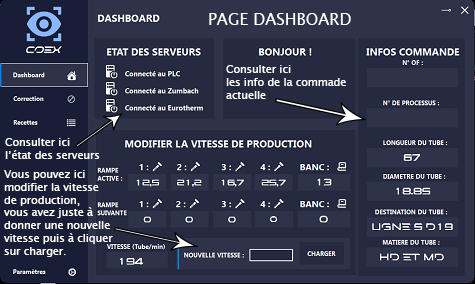 COEX
DASHBOARD
PAGE DASHBOARD
Dashboard
Correction
Recettes
Consulter ici
l'état des serveurs
Vous pouvez ici
modifier la vitesse
de production,
vous avez juste à
donner une nouvelle
vitesse puis à cliquer
sur charger.
Paramètres
ETAT DES SERVEURS
Connecté au PLC
Connecté au Zumbach
Connecté au Eurotherm
BONJOUR !
Consulter ici
les info de la commade
actuelle
MODIFIER LA VITESSE DE PRODUCTION
1 : 2 : 3 : 4 : BANC :
RAMPE
ACTIVE :
12,5 21,2 16,7 25,7 13
1 : 2 : 3 : 4 : BANC :
RAMPE
SUIVANTE
0 0 0 0 0
VITESSE (Tube/min)
194
NOUVELLE VITESSE :
CHARGER
INFOS COMMANDE
N° OF :
N° DE PROCESSUS :
LONGUEUR DU TUBE :
67
DIAMETRE DU TUBE :
18.85
DESTINATION DU TUBE :
LIGNE S D19
MATIERE DU TUBE :
HD ET MD